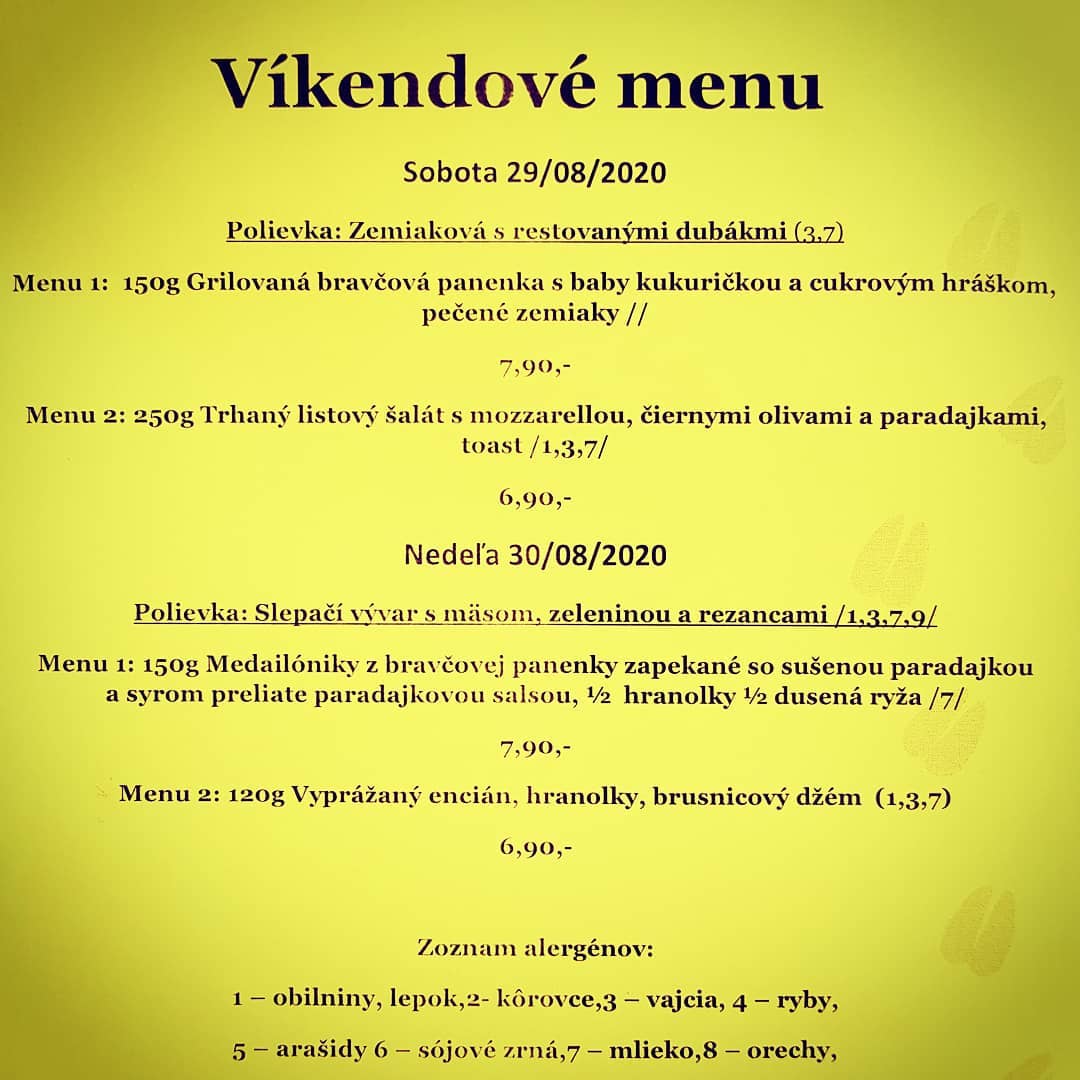 Víkendové menu
Sobota 29/08/2020
Polievka: Zemiaková s restovanými dubákmi (3,7)
Menu 1:  150g Grilovaná bravčová panenka s baby kukuričkou a cukrovým hráškom,
pečené zemiaky //
7,90,-
Menu 2: 250g Trhaný listový šalát s mozzarellou, čiernymi olivami a paradajkami,
toast /1,3,7/
6,90,-
Nedeľa 30/08/2020
Polievka: Slepačí vývar s mäsom, zeleninou a rezancami /1,3,7,9/
Menu 1: 150g Medailóniky z bravčovej panenky zapekané so sušenou paradajkou
a syrom preliate paradajkovou salsou, ½  hranolky ½ dusená ryža /7/
7,90,-
Menu 2: 120g Vyprážaný encián, hranolky, brusnicový džém  (1,3,7)
6,90,-
Zoznam alergénov:
1 – obilniny, lepok,2- kôrovce,3 – vajcia, 4 – ryby,
5 – arašidy 6 – sójové zrná,7 – mlieko,8 – orechy,